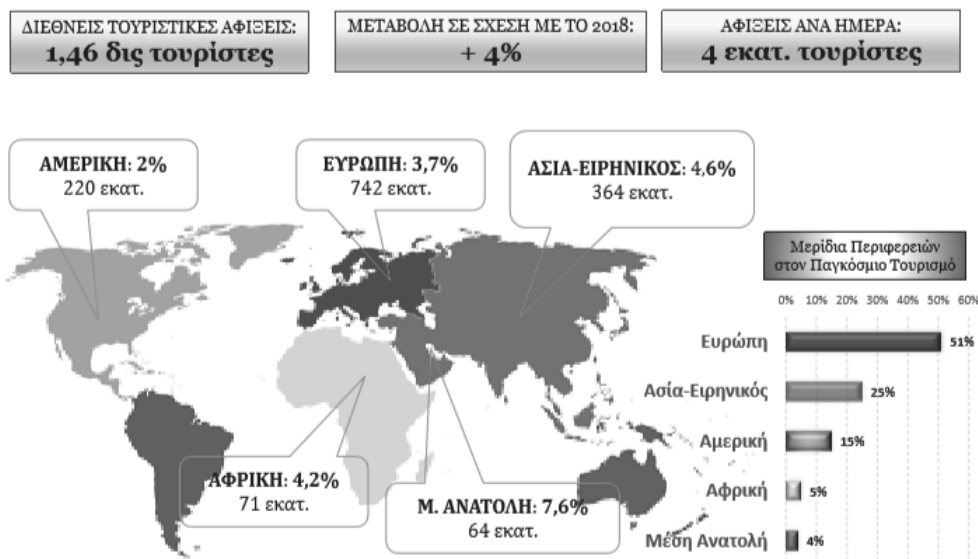 ΔΙΕΘΝΕΙΣ ΤΟΥΡΙΣΤΙΚΕΣ ΑΦΙΞΕΙΣ:
1,46 δις τουρίστες
ΜΕΤΑΒΟΛΗ ΣΕ ΣΧΕΣΗ ΜΕ ΤΟ 2018:
+ 4%
ΑΦΙΞΕΙΣ ΑΝΑ ΗΜΕΡΑ:
4 εκατ. τουρίστες
ΑΜΕΡΙΚΗ: 2%
220 εκατ.
ΕΥΡΩΠΗ: 3,7%
742 εκατ.
ΑΣΙΑ-ΕΙΡΗΝΙΚΟΣ: 4,6%
364 εκατ.
ΑΦΡΙΚΗ: 4,2%
71 εκατ.
Μ. ΑΝΑΤΟΛΗ: 7,6%
64 εκατ.
Μερίδια Περιφερειών
στον Παγκόσμιο Τουρισμό
0% 10% 20% 30% 40% 50% 60%
Ευρώπη 51%
Ασία-Ειρηνικός 25%
Αμερική 15%
Αφρική 5%
Μέση Ανατολή 4%